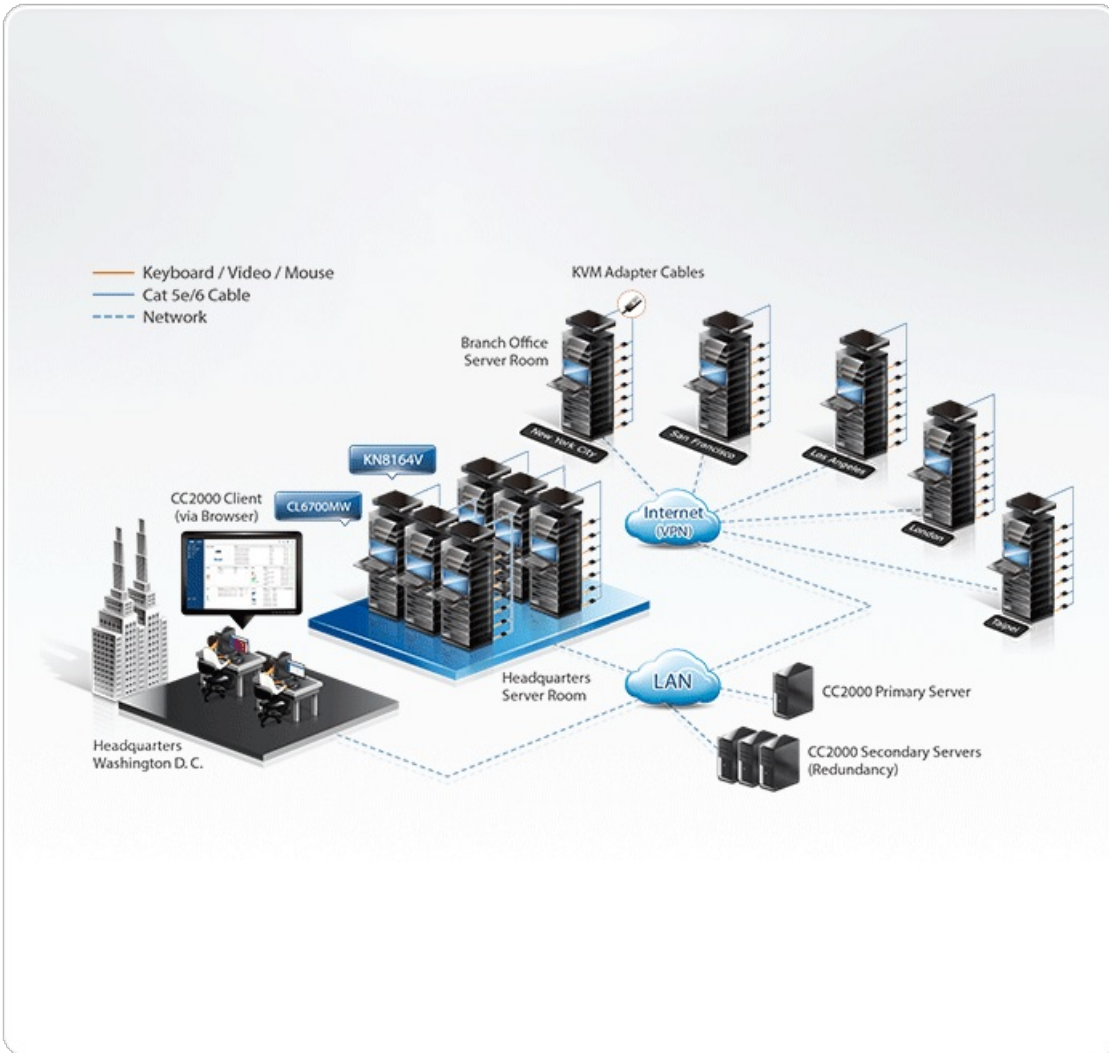 Keyboard / Video / Mouse
Cat 5e/6 Cable
Network
KVM Adapter Cables
Branch Office
Server Room
New York City
San Francisco
Los Angeles
London
Taipei
KN8164V
CL6700MW
CC2000 Client
(via Browser)
Internet
(VPN)
Headquarters
Server Room
LAN
CC2000 Primary Server
CC2000 Secondary Servers
(Redundancy)
Headquarters
Washington D. C.